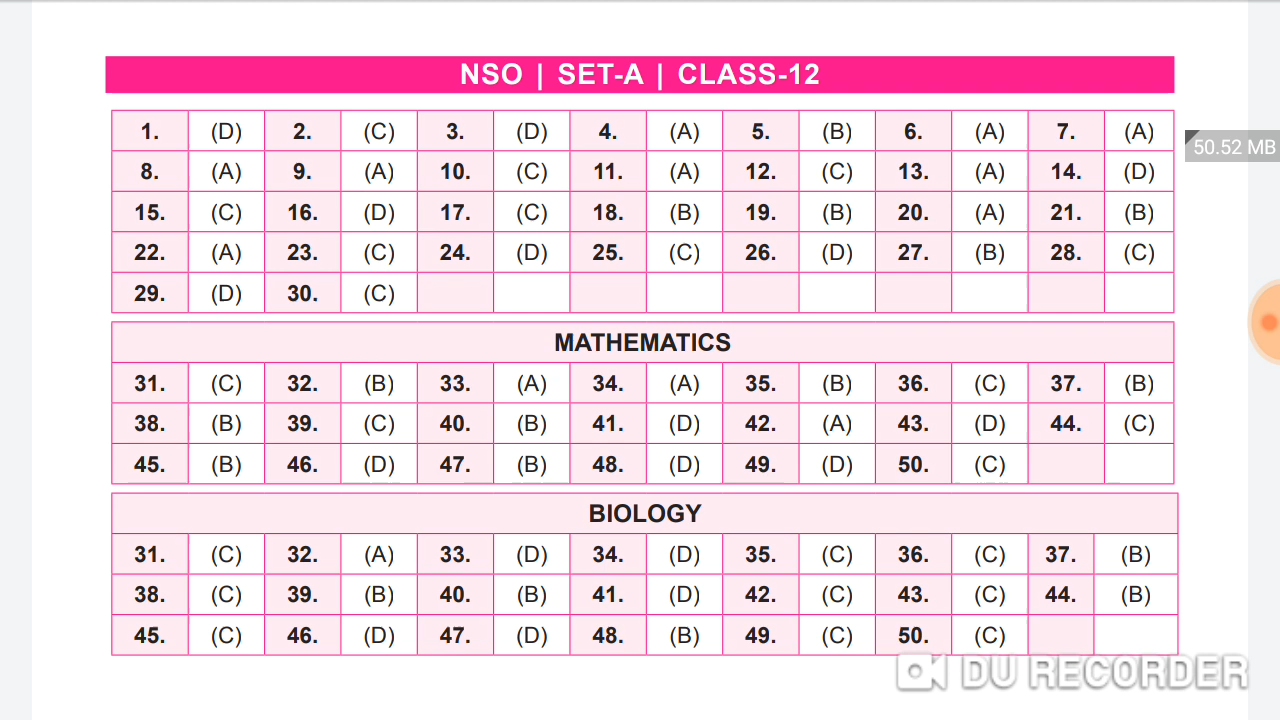 NSO | SET-A | CLASS-12
1. (D) 2. (C) 3. (D) 4. (A) 5. (B) 6. (A) 7. (A)
50.52 MB
8. (A) 9. (A) 10. (C) 11. (A) 12. (C) 13. (A) 14. (D)
15. (C) 16. (D) 17. (C) 18. (B) 19. (B) 20. (A) 21. (B)
22. (A) 23. (C) 24. (D) 25. (C) 26. (D) 27. (B) 28. (C)
29. (D) 30. (C)
MATHEMATICS
31. (C) 32. (B) 33. (A) 34. (A) 35. (B) 36. (C) 37. (B)
38. (B) 39. (C) 40. (B) 41. (D) 42. (A) 43. (D) 44. (C)
45. (B) 46. (D) 47. (B) 48. (D) 49. (D) 50. (C)
BIOLOGY
31. (C) 32. (A) 33. (D) 34. (D) 35. (C) 36. (C) 37. (B)
38. (C) 39. (B) 40. (B) 41. (D) 42. (C) 43. (C) 44. (B)
45. (C) 46. (D) 47. (D) 48. (B) 49. (C) 50. (C)
DU RECORDER